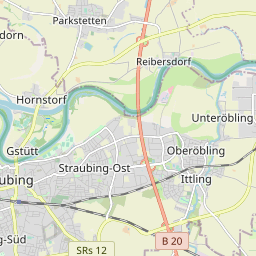 dorn
Parkstetten
Reibersdorf
Hornstorf
Unteröbling
Gstütt
Oberöbling
Straubing-Ost
ubing
Ittling
g-Süd
SRs 12
B 20